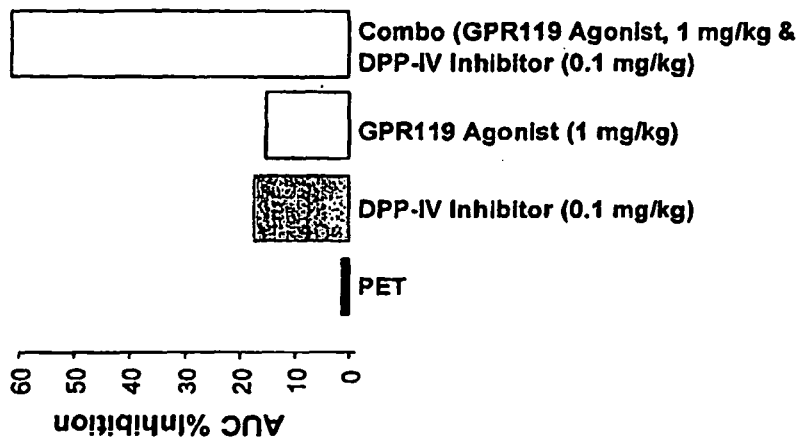 Combo (GPR119 Agonist, 1 mg/kg &
DPP-IV Inhibitor (0.1 mg/kg)
GPR119 Agonist (1 mg/kg)
DPP-IV Inhibitor (0.1 mg/kg)
PET
60
50
40
30
20
10
0
AUC %Inhibition